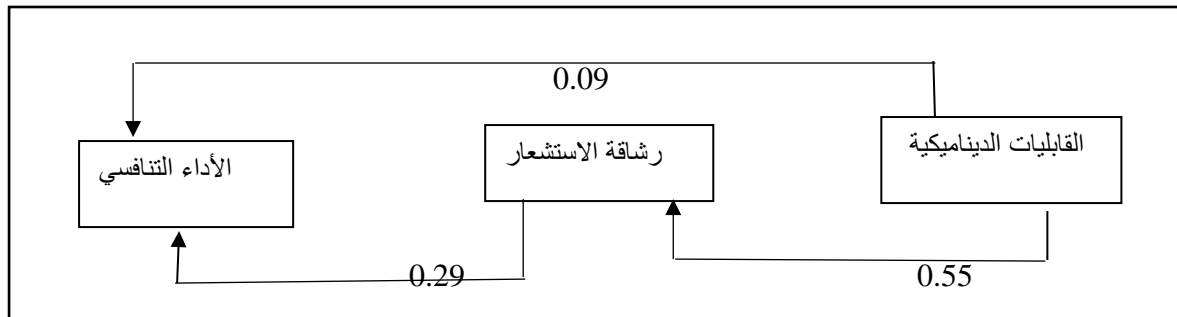 0.09
القابليات الديناميكية
رشاقة الاستشعار
الأداء التنافسي
0.55
0.29